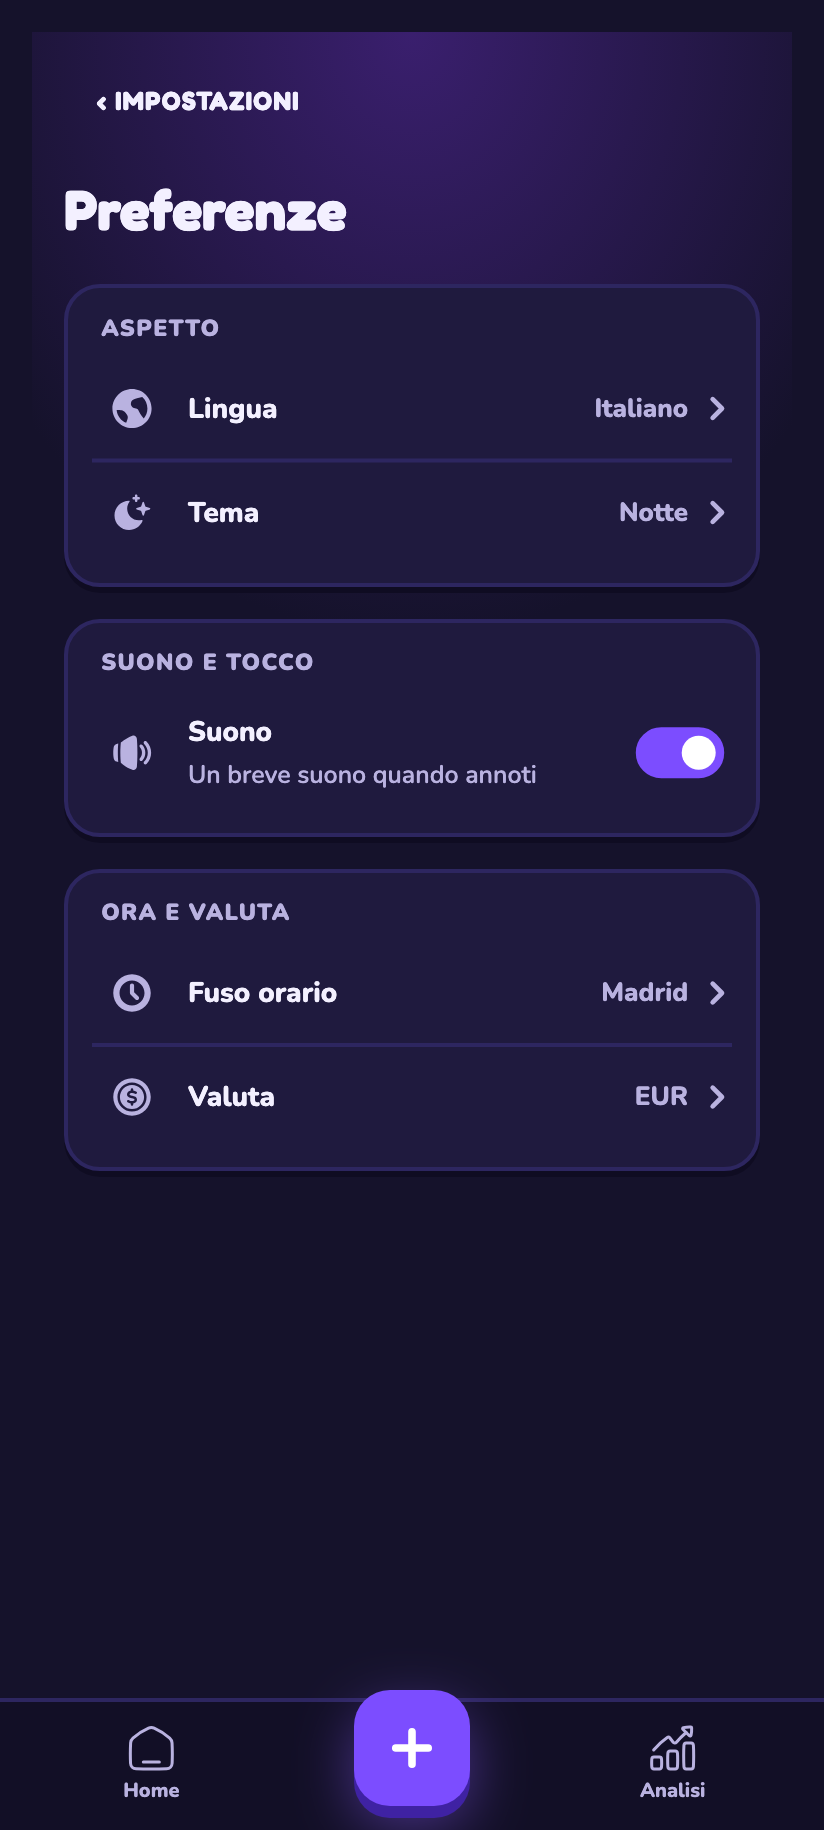 ‹ IMPOSTAZIONI
Preferenze
ASPETTO
Lingua
Italiano
Tema
Notte
SUONO E TOCCO
Suono
Un breve suono quando annoti
ORA E VALUTA
Fuso orario
Madrid
Valuta
EUR
Home
Analisi